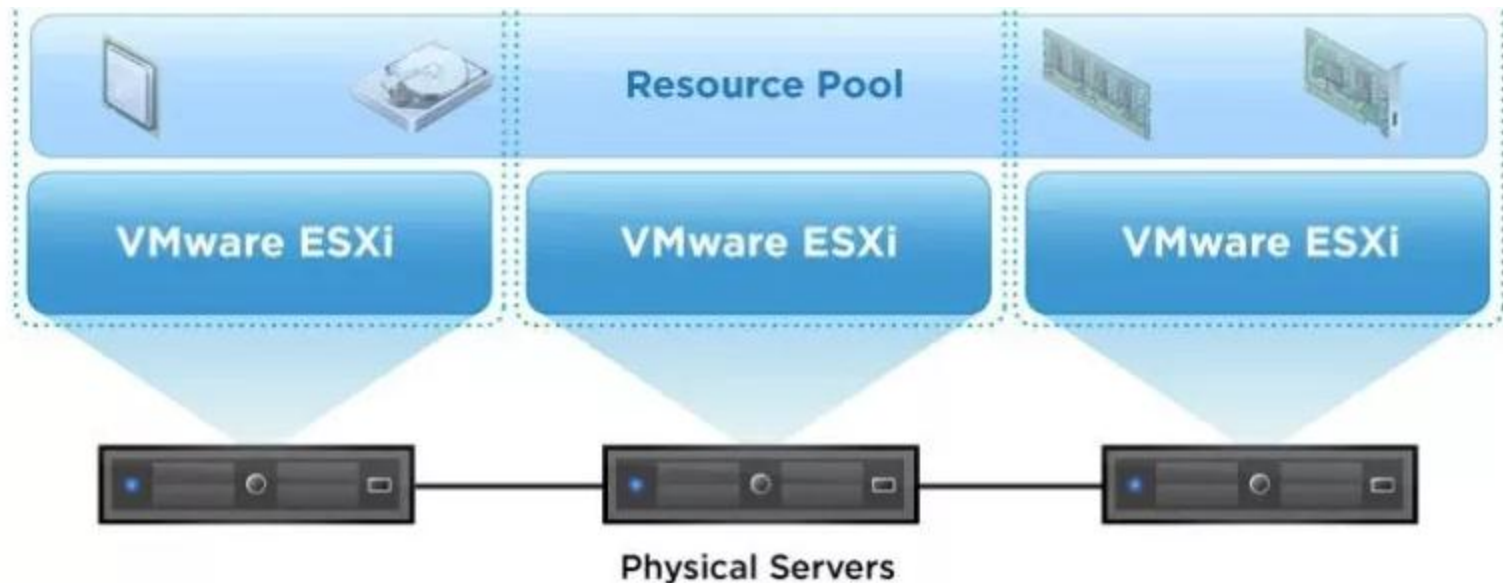 Resource Pool
VMware ESXi
VMware ESXi
VMware ESXi
Physical Servers